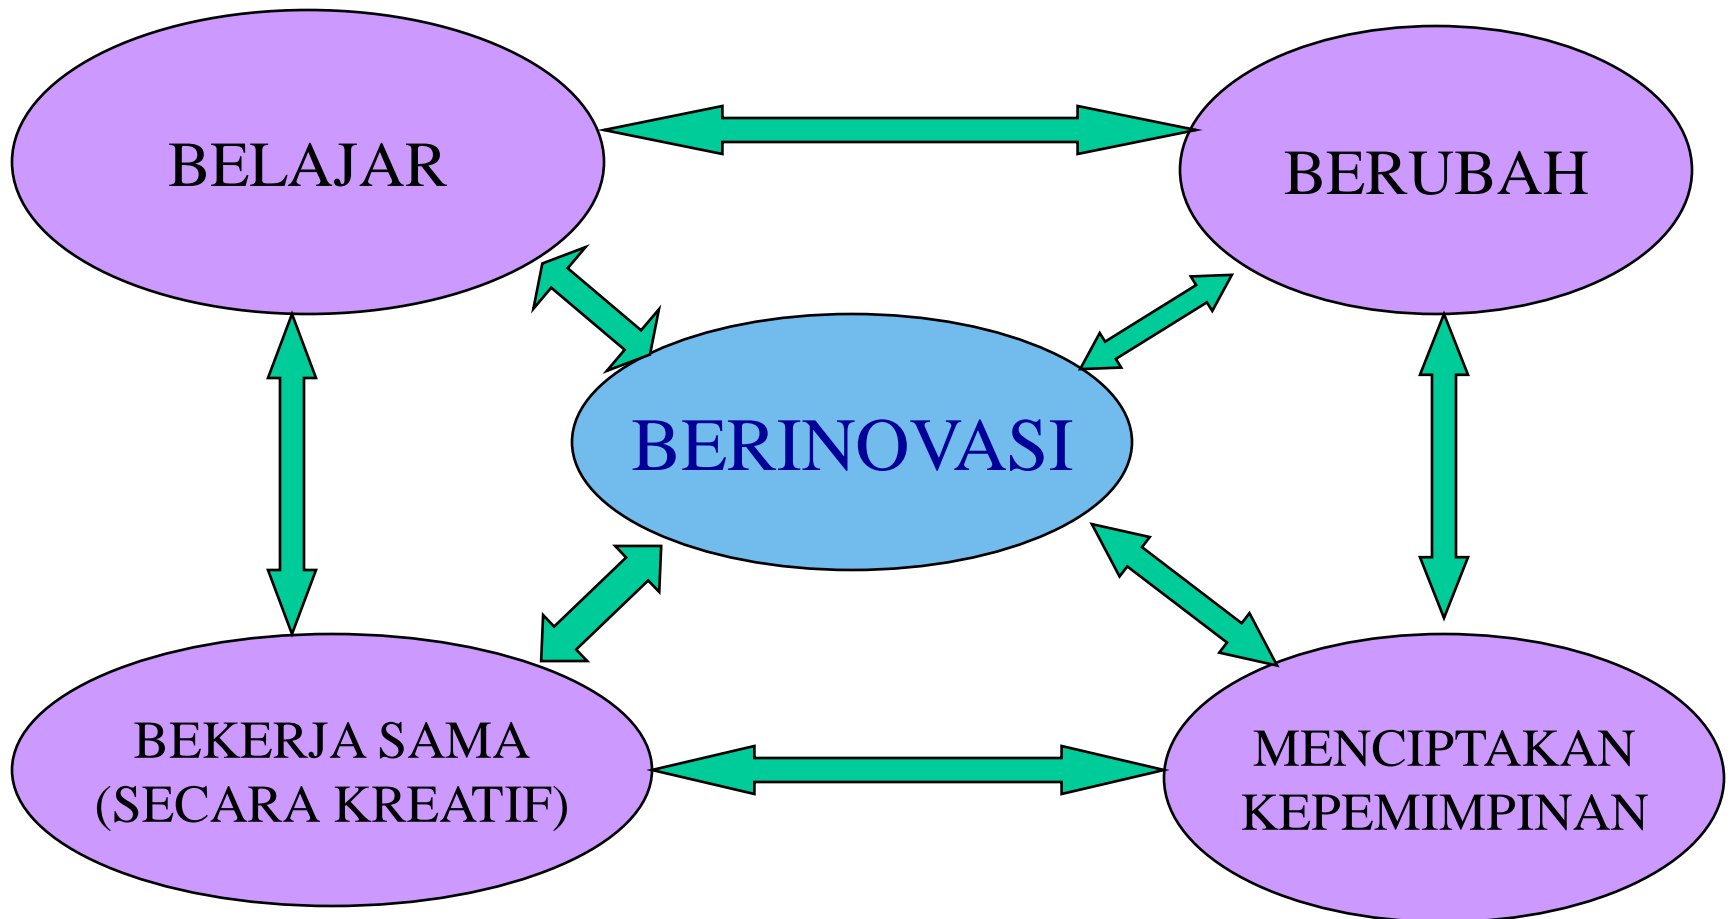 BELAJAR
BERUBAH
BERINOVASI
BEKERJA SAMA
(SECARA KREATIF)
MENCIPTAKAN
KEPEMIMPINAN